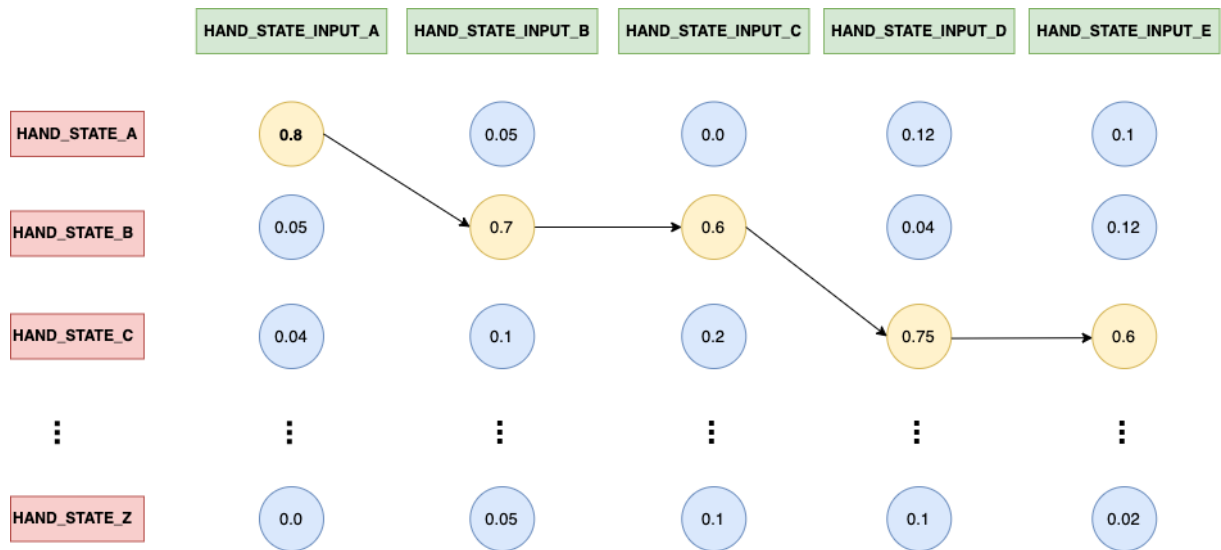 HAND_STATE_INPUT_A HAND_STATE_INPUT_B HAND_STATE_INPUT_C HAND_STATE_INPUT_D HAND_STATE_INPUT_E
HAND_STATE_A 0.8 0.05 0.0 0.12 0.1
HAND_STATE_B 0.05 0.7 0.6 0.04 0.12
HAND_STATE_C 0.04 0.1 0.2 0.75 0.6
⋮ ⋮ ⋮ ⋮ ⋮ ⋮
HAND_STATE_Z 0.0 0.05 0.1 0.1 0.02